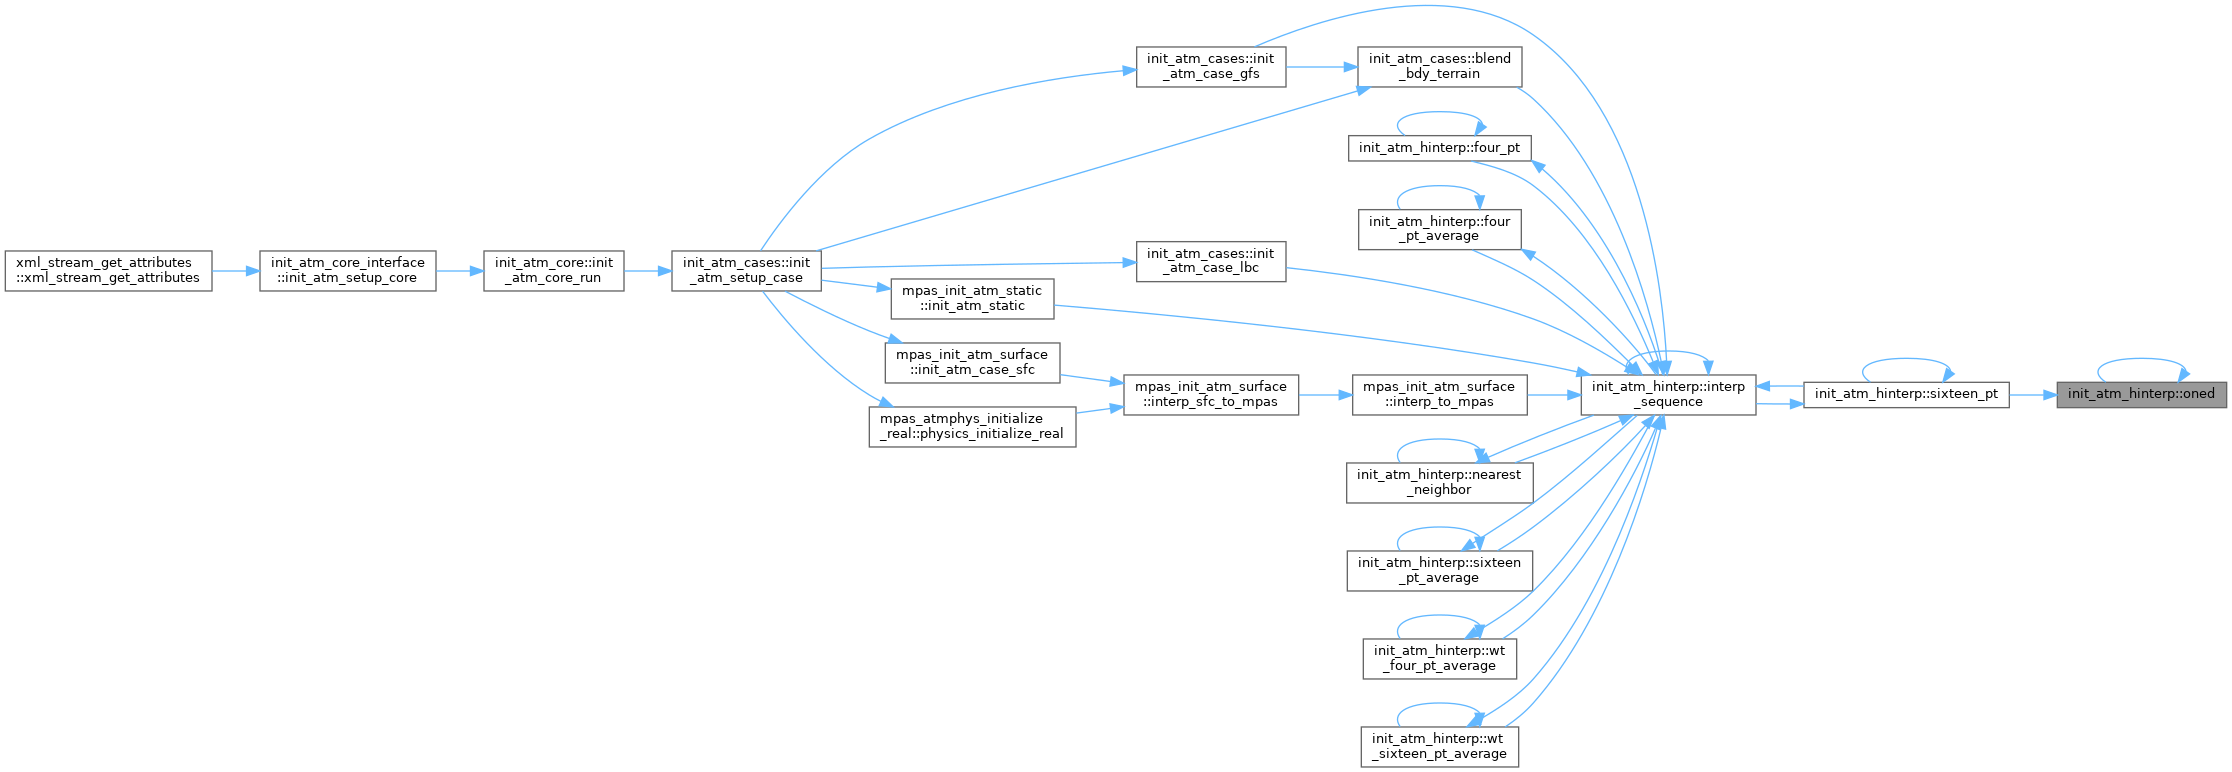 xml_stream_get_attributes
::xml_stream_get_attributes
init_atm_core_interface
::init_atm_setup_core
init_atm_core::init
_atm_core_run
init_atm_cases::init
_atm_setup_case
init_atm_cases::init
_atm_case_gfs
init_atm_cases::blend
_bdy_terrain
init_atm_hinterp::four_pt
init_atm_hinterp::four
_pt_average
init_atm_cases::init
_atm_case_lbc
mpas_init_atm_static
::init_atm_static
mpas_init_atm_surface
::init_atm_case_sfc
mpas_atmphys_initialize
_real::physics_initialize_real
mpas_init_atm_surface
::interp_sfc_to_mpas
mpas_init_atm_surface
::interp_to_mpas
init_atm_hinterp::interp
_sequence
init_atm_hinterp::sixteen_pt
init_atm_hinterp::oned
init_atm_hinterp::nearest
_neighbor
init_atm_hinterp::sixteen
_pt_average
init_atm_hinterp::wt
_four_pt_average
init_atm_hinterp::wt
_sixteen_pt_average